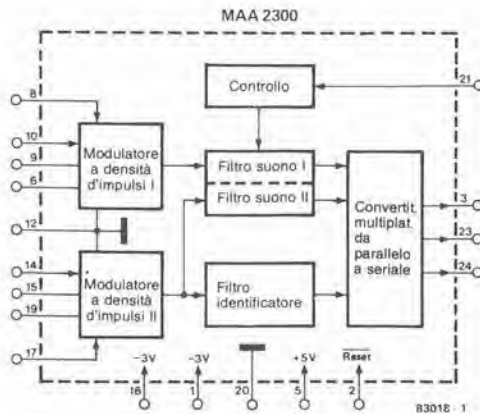 MAA 2300
8
10
9
6
12
14
15
19
17
Modulatore
a densità
d'impulsi I
Modulatore
a densità
d'impulsi II
Controllo
Filtro suono I
Filtro suono II
Filtro
identificatore
Convertit.
multiplat.
da
parallelo
a seriale
21
3
23
24
-3V
-3V
+5V
Reset
16
1
20
5
2
83018 - 1